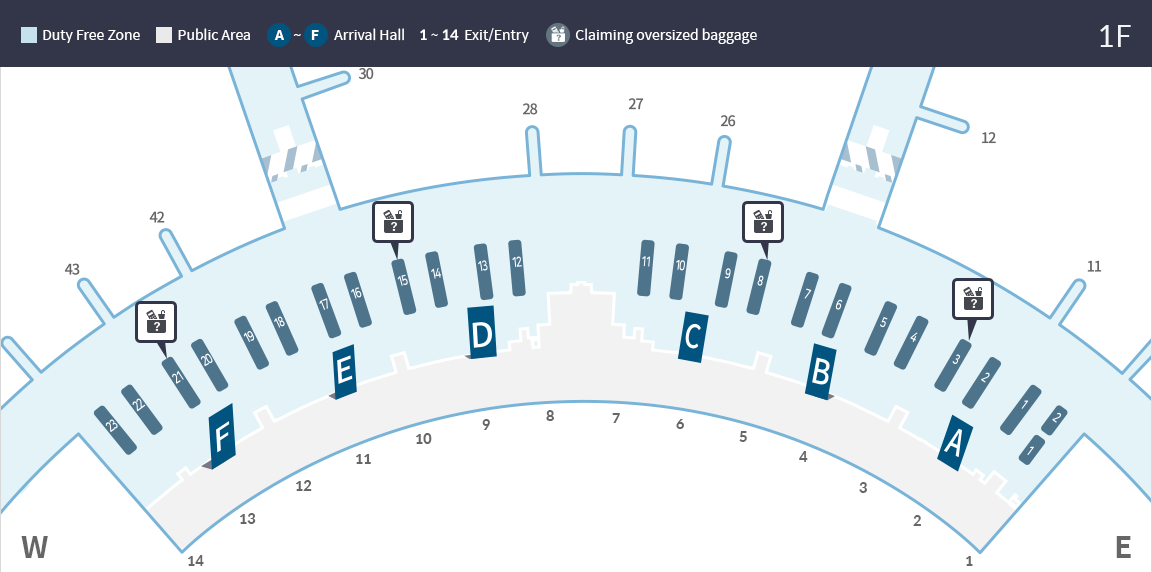 Duty Free Zone Public Area A ~ F Arrival Hall 1 ~ 14 Exit/Entry ? Claiming oversized baggage 1F
30
28 27 26
12
42
43
11
? ? ? ?
11 10 9 8 7 6 5 4 3 2 1 2 1
12 13 14 15 16 17 18 19 20 21 22 23
D C
E B
F A
14 13 12 11 10 9 8 7 6 5 4 3 2 1
W E